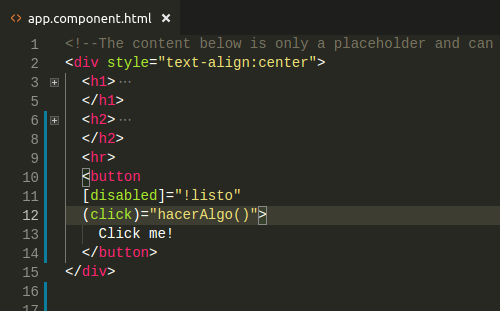 <> app.component.html ×
1 <!--The content below is only a placeholder and can
2 <div style="text-align:center">
3 <h1>···
5 </h1>
6 <h2>···
8 </h2>
9 <hr>
10 <button
11 [disabled]="!listo"
12 (click)="hacerAlgo()">
13 Click me!
14 </button>
15 </div>
16
17